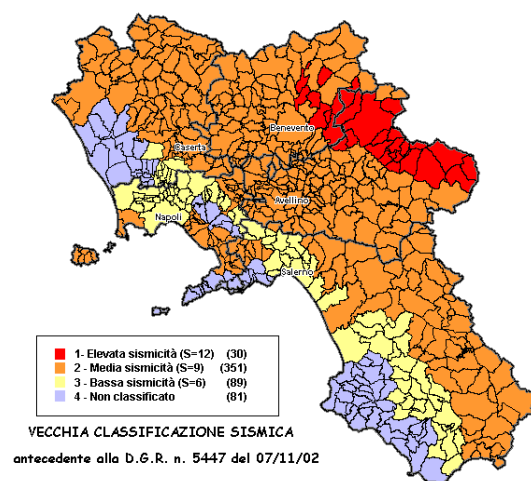 Benevento
Baserta
Avellino
Napoli
Salerno
1- Elevata sismicità (S=12) (30)
2 - Media sismicità (S=9) (351)
3 - Bassa sismicità (S=6) (89)
4 - Non classificato (81)
VECCHIA CLASSIFICAZIONE SISMICA
antecedente alla D.G.R. n. 5447 del 07/11/02